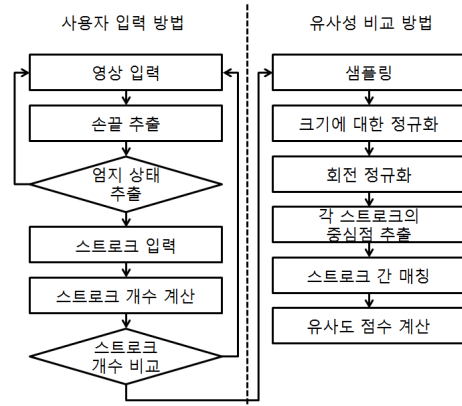 사용자 입력 방법
영상 입력
손끝 추출
엄지 상태
추출
스트로크 입력
스트로크 개수 계산
스트로크
개수 비교
유사성 비교 방법
샘플링
크기에 대한 정규화
회전 정규화
각 스트로크의
중심점 추출
스트로크 간 매칭
유사도 점수 계산